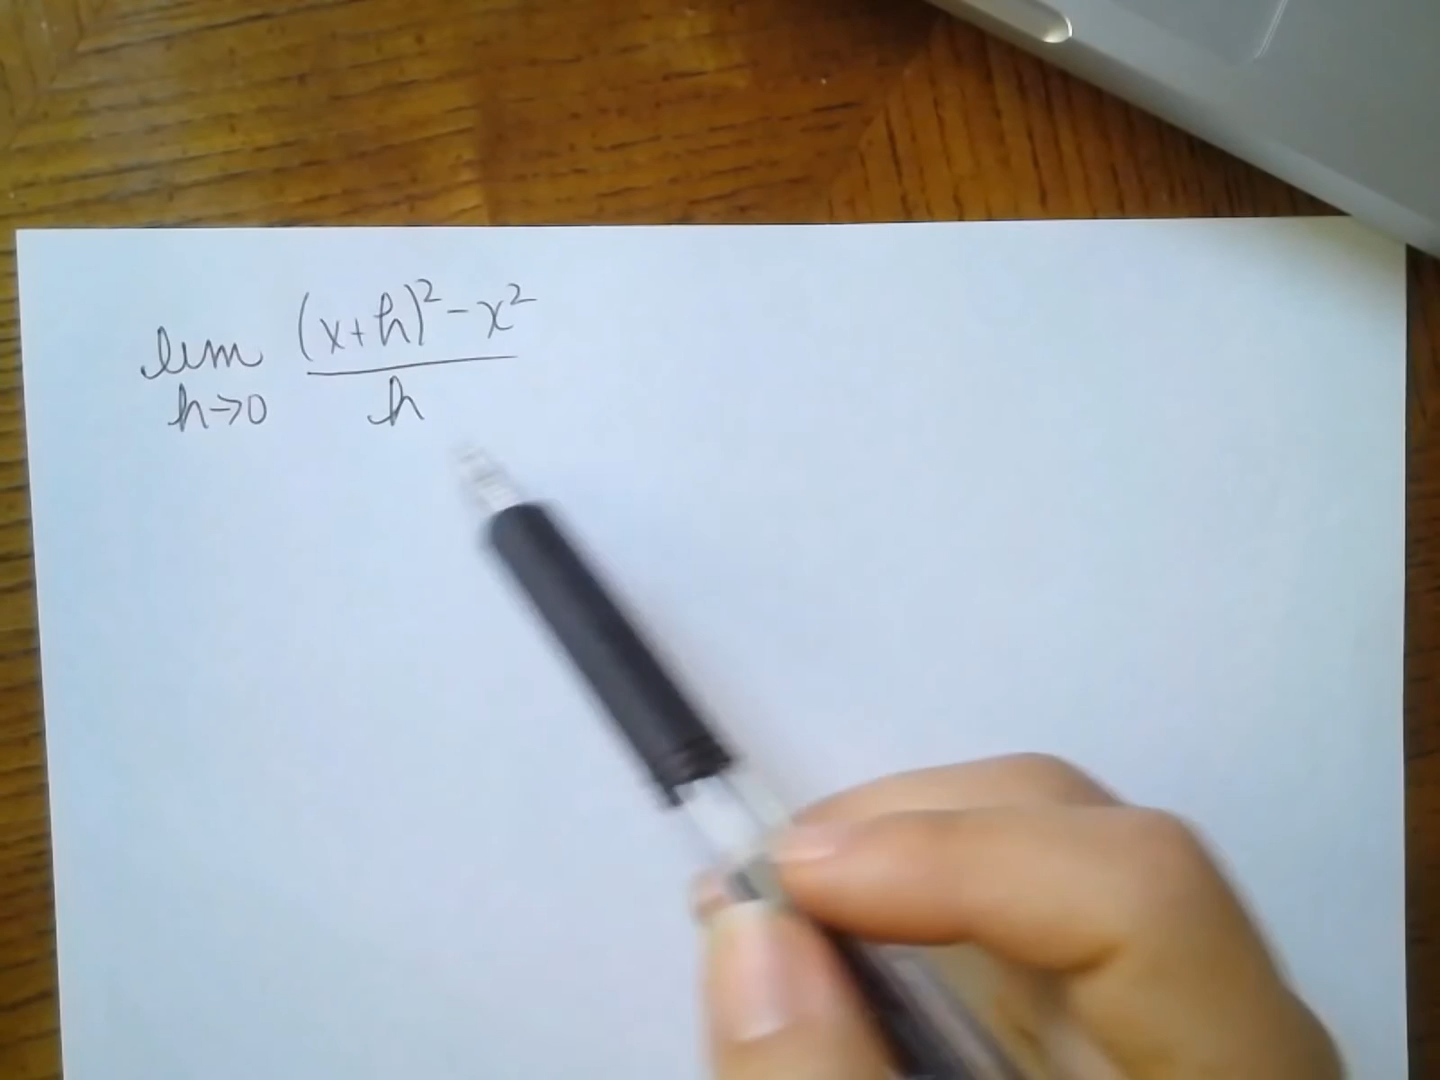 lim (x+h)²-x²
h→0 h